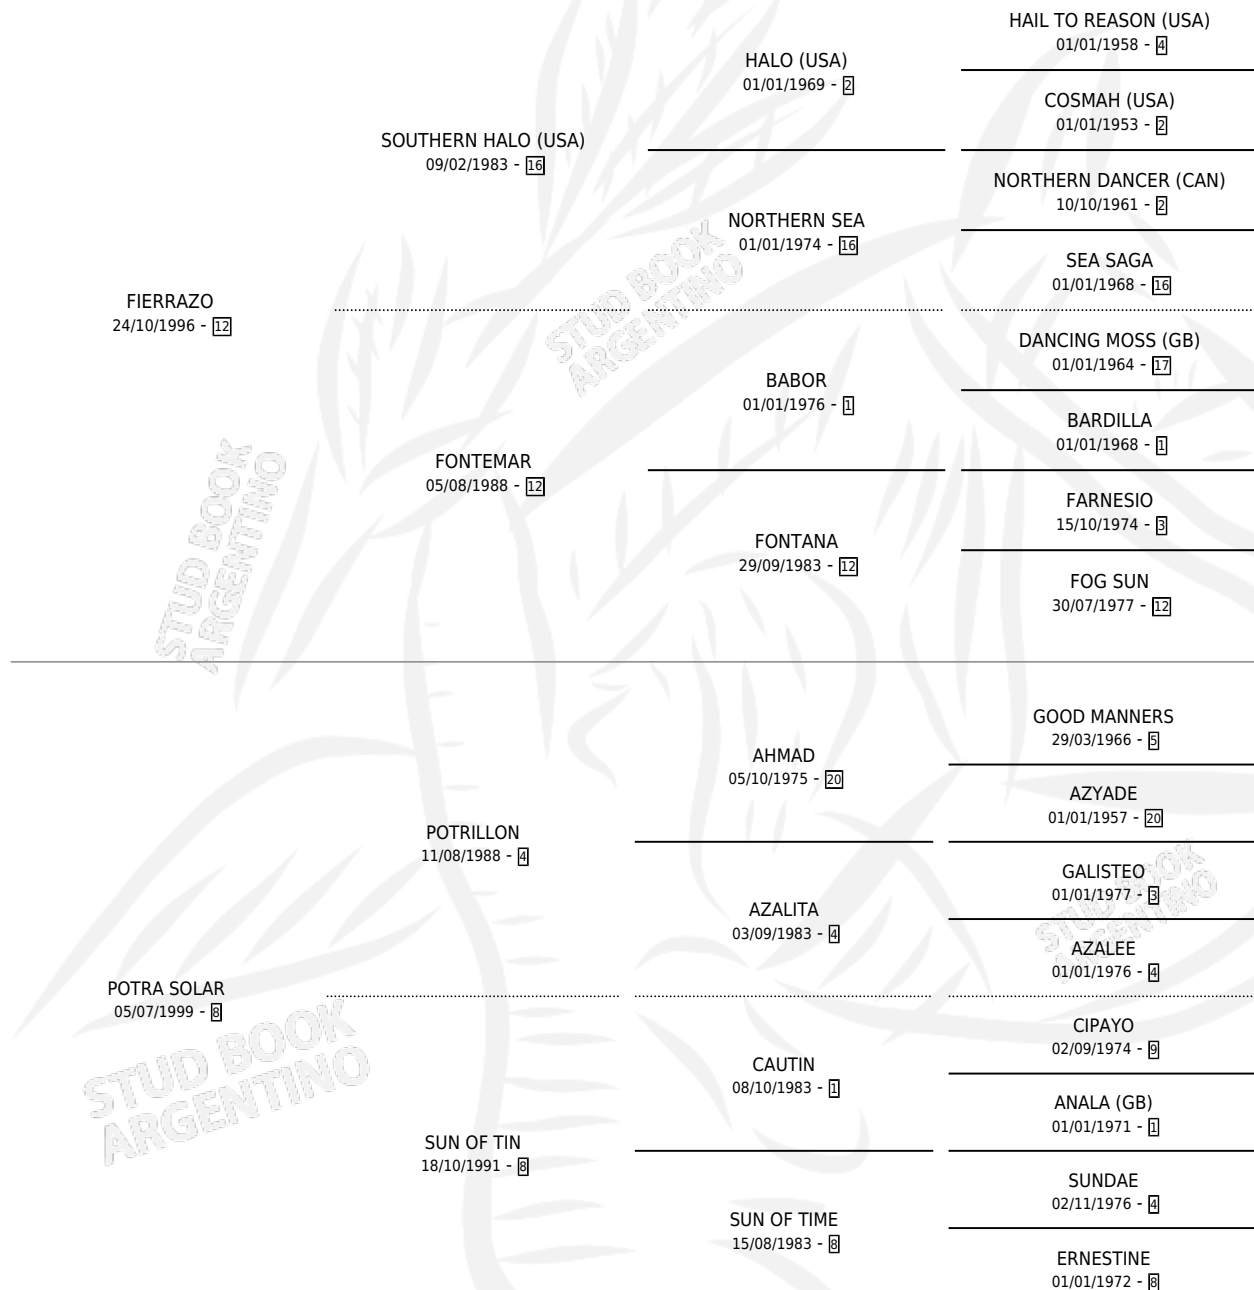 HAIL TO REASON (USA)
01/01/1958 - 4
HALO (USA)
01/01/1969 - 2
COSMAH (USA)
01/01/1953 - 2
SOUTHERN HALO (USA)
09/02/1983 - 16
NORTHERN DANCER (CAN)
10/10/1961 - 2
NORTHERN SEA
01/01/1974 - 16
SEA SAGA
01/01/1968 - 16
FIERRAZO
24/10/1996 - 12
STUD BOOK
ARGENTINO
DANCING MOSS (GB)
01/01/1964 - 17
BABOR
01/01/1976 - 1
BARDILLA
01/01/1968 - 1
FONTEMAR
05/08/1988 - 12
FARNESIO
15/10/1974 - 3
FONTANA
29/09/1983 - 12
FOG SUN
30/07/1977 - 12
STUD BOOK
ARGENTINO
GOOD MANNERS
29/03/1966 - 5
AHMAD
05/10/1975 - 20
AZYADE
01/01/1957 - 20
POTRILLON
11/08/1988 - 4
GALISTEO
01/01/1977 - 3
AZALITA
03/09/1983 - 4
AZALEE
01/01/1976 - 4
STUD BOOK
ARGENTINO
POTRA SOLAR
05/07/1999 - 8
CIPAYO
02/09/1974 - 9
CAUTIN
08/10/1983 - 1
ANALA (GB)
01/01/1971 - 1
STUD BOOK
ARGENTINO
SUN OF TIN
18/10/1991 - 8
SUNDAE
02/11/1976 - 4
SUN OF TIME
15/08/1983 - 8
ERNESTINE
01/01/1972 - 8